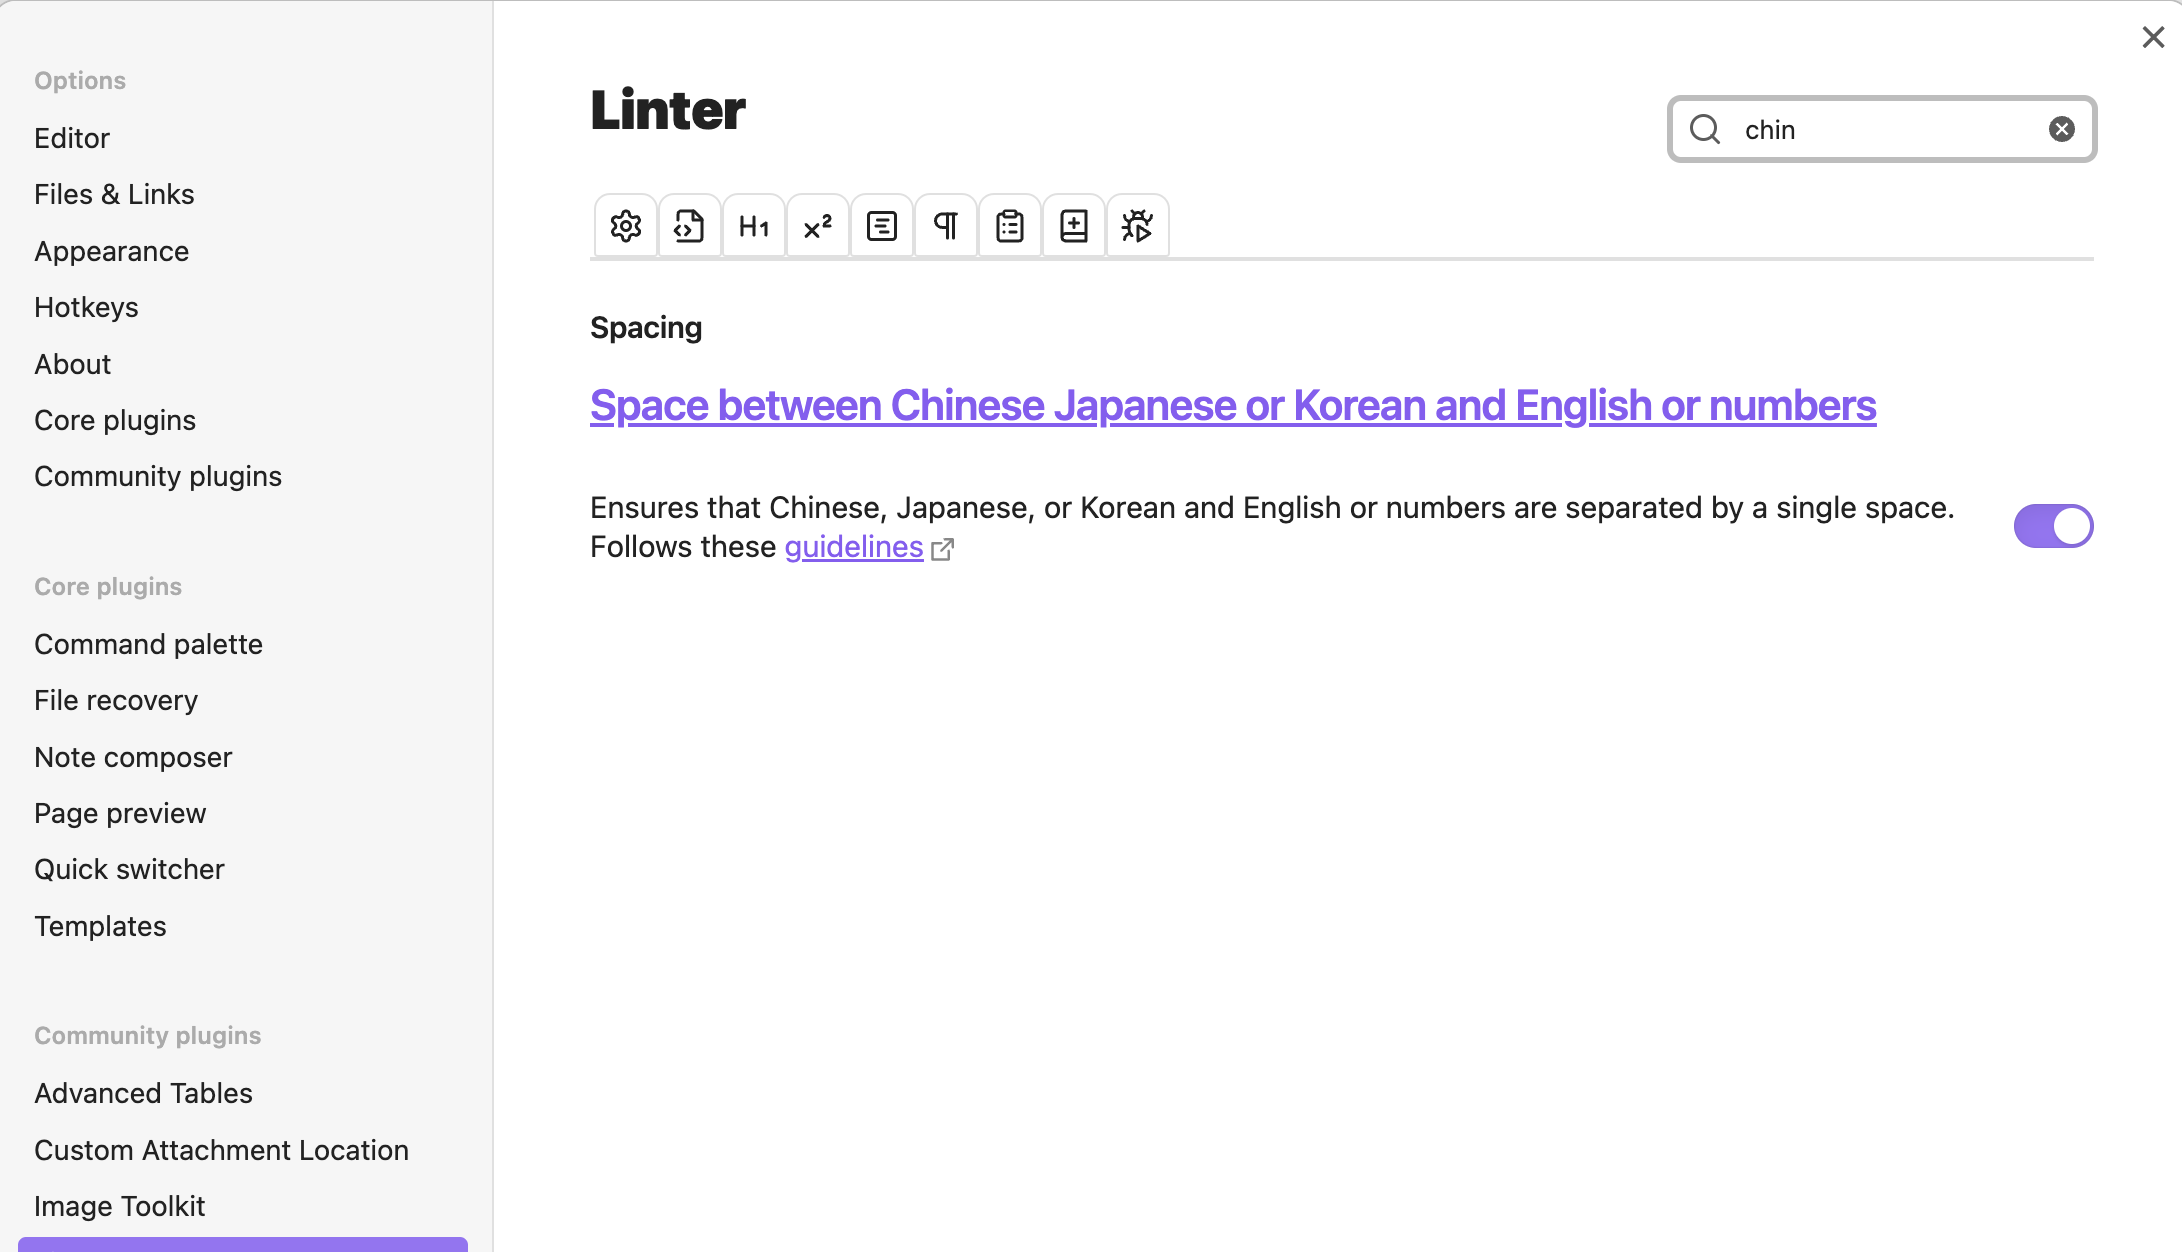 Options
Editor
Files & Links
Appearance
Hotkeys
About
Core plugins
Community plugins
Core plugins
Command palette
File recovery
Note composer
Page preview
Quick switcher
Templates
Community plugins
Advanced Tables
Custom Attachment Location
Image Toolkit
Linter
chin
H1
x²
Spacing
Space between Chinese Japanese or Korean and English or numbers
Ensures that Chinese, Japanese, or Korean and English or numbers are separated by a single space.
Follows these guidelines